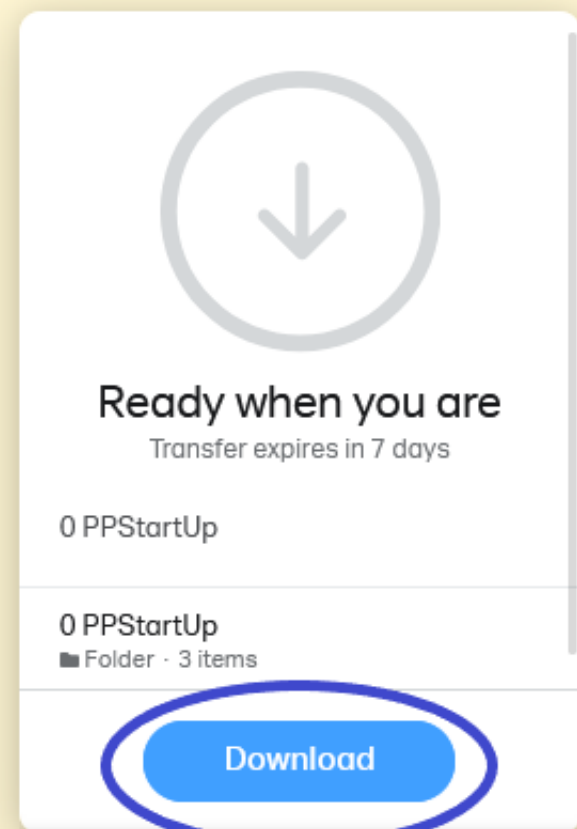 Ready when you are
Transfer expires in 7 days
0 PPStartUp
0 PPStartUp
Folder · 3 items
Download